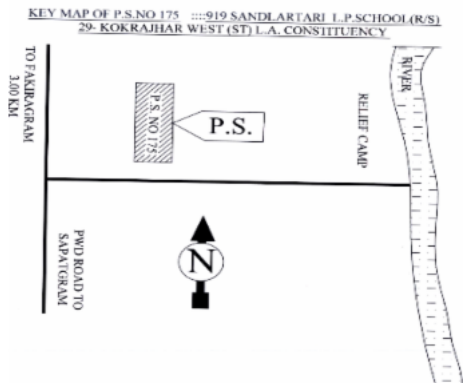 KEY MAP OF P.S.NO 175 ::::919 SANDLARTARI L.P.SCHOOL(R/S)
29- KOKRAJHAR WEST (ST) L.A. CONSTITUENCY
TO FAKIRAGRAM
3.00 KM
P.S. NO 175
P.S.
RELIEF CAMP
RIVER
PWD ROAD TO
SAPATGRAM
N